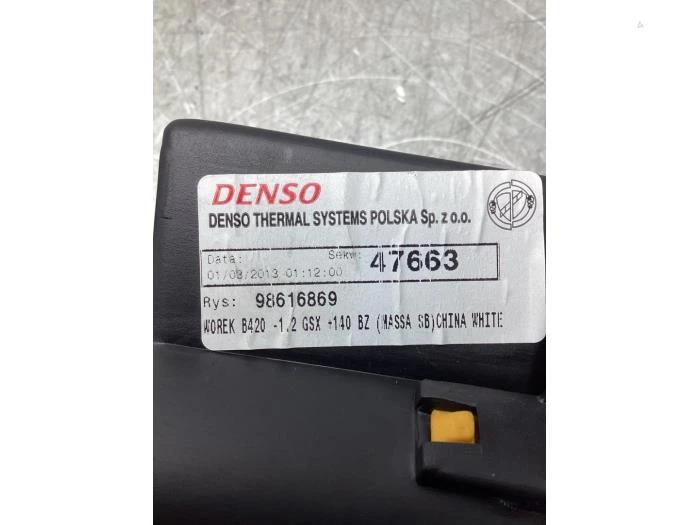 DENSO
DENSO THERMAL SYSTEMS POLSKA Sp. z o.o.
Data: Sekw: 47663
01/03/2013 01:12:00
Rys: 98616869
WOREK B420 -1.2 GSX +140 BZ (MASSA SB)CHINA WHITE